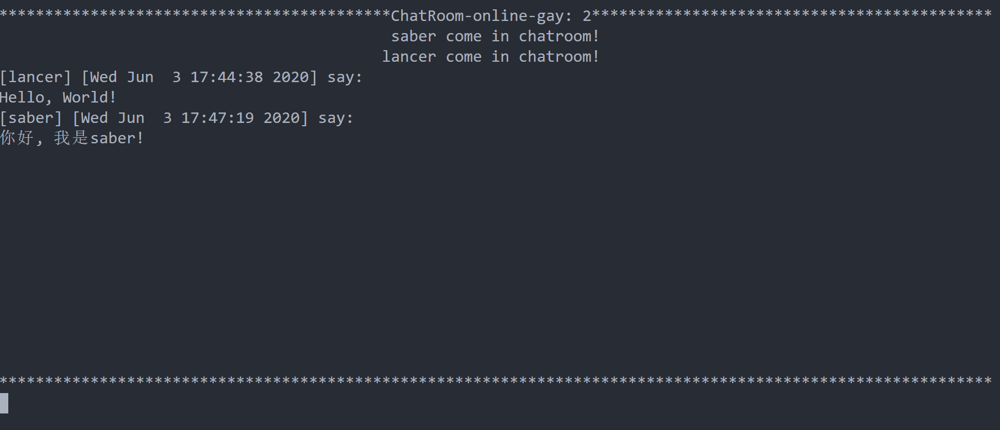 *******************************************ChatRoom-online-gay: 2********************************************
saber come in chatroom!
lancer come in chatroom!
[lancer] [Wed Jun  3 17:44:38 2020] say:
Hello, World!
[saber] [Wed Jun  3 17:47:19 2020] say:
你好, 我是saber!
*************************************************************************************************************